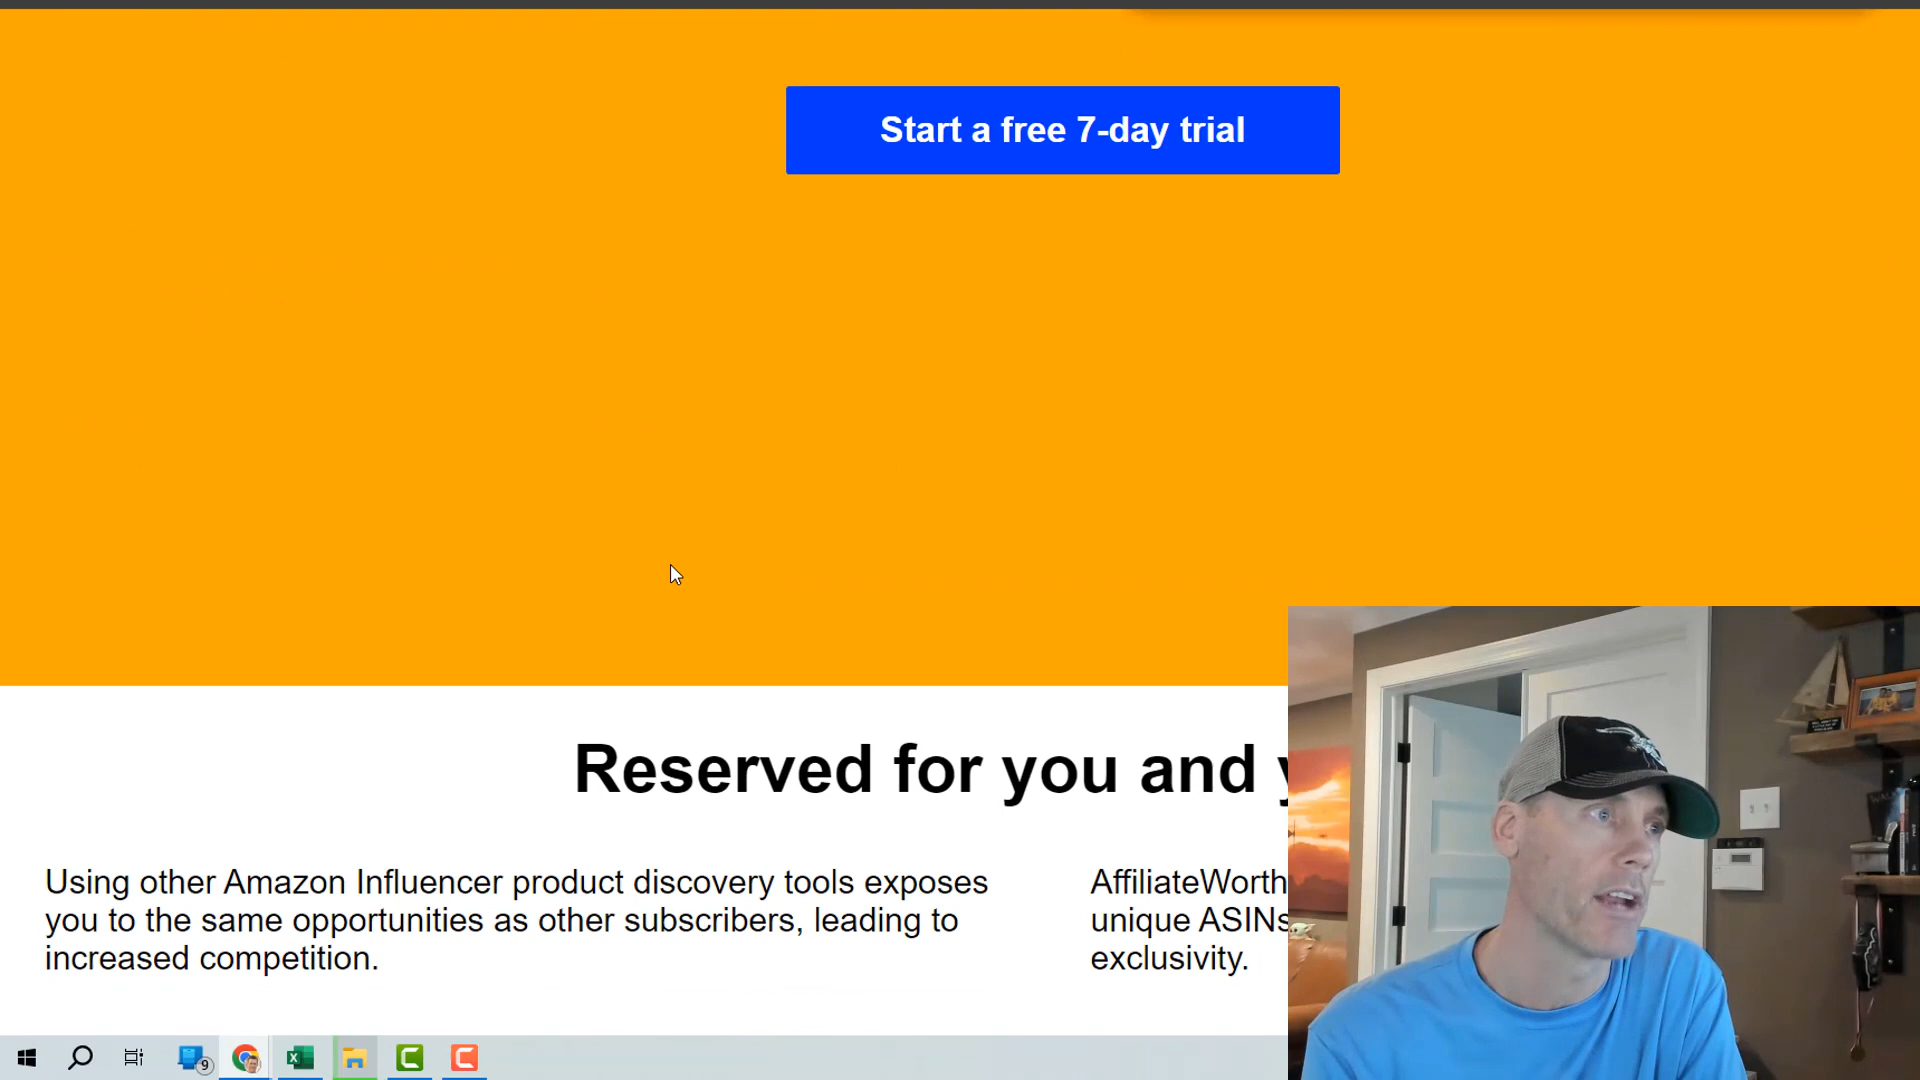 Start a free 7-day trial
Reserved for you and
Using other Amazon Influencer product discovery tools exposes
you to the same opportunities as other subscribers, leading to
increased competition.
AffiliateWorth
unique ASINs
exclusivity.
9